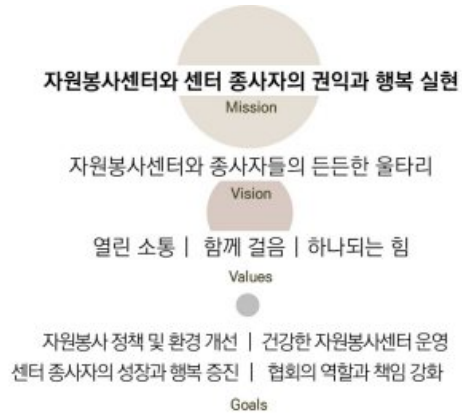 자원봉사센터와 센터 종사자의 권익과 행복 실현
Mission
자원봉사센터와 종사자들의 든든한 울타리
Vision
열린 소통 | 함께 걸음 | 하나되는 힘
Values
자원봉사 정책 및 환경 개선 | 건강한 자원봉사센터 운영
센터 종사자의 성장과 행복 증진 | 협회의 역할과 책임 강화
Goals